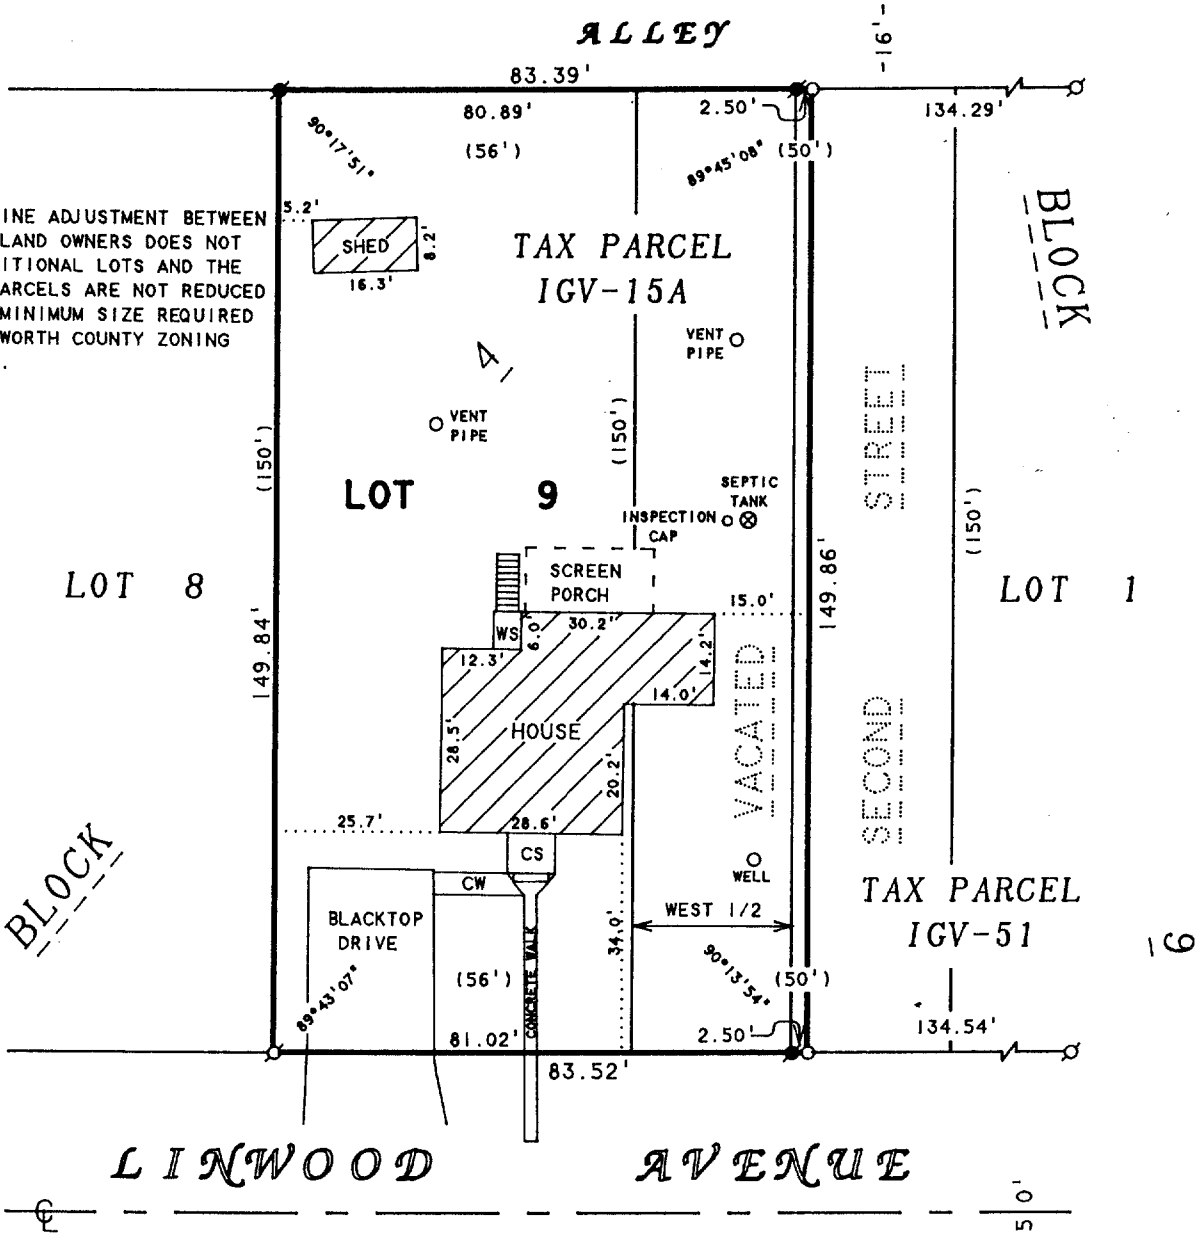 ALLEY
-16'-
83.39'
80.89'
2.50'
134.29'
(56')
(50')
90°17'51"
89°45'08"
BLOCK
INE ADJUSTMENT BETWEEN
LAND OWNERS DOES NOT
ITIONAL LOTS AND THE
ARCELS ARE NOT REDUCED
MINIMUM SIZE REQUIRED
WORTH COUNTY ZONING
.
5.2'
SHED
8.2'
16.3'
TAX PARCEL
IGV-15A
VENT
PIPE
4
VENT
PIPE
(150')
(150')
(150')
STREET
LOT 9
SEPTIC
TANK
INSPECTION
CAP
LOT 8
SCREEN
PORCH
149.86'
LOT 1
15.0'
149.84'
WS
6.0'
30.2'
14.2'
12.3'
14.0'
HOUSE
28.5'
20.2'
VACATED
SECOND
25.7'
28.6'
BLOCK
CS
CW
WELL
TAX PARCEL
IGV-51
BLACKTOP
DRIVE
WEST 1/2
34.0'
CONCRETE WALK
(56')
90°13'54"
(50')
6
89°43'07"
81.02'
2.50'
134.54'
83.52'
LINWOOD AVENUE
℄
50'